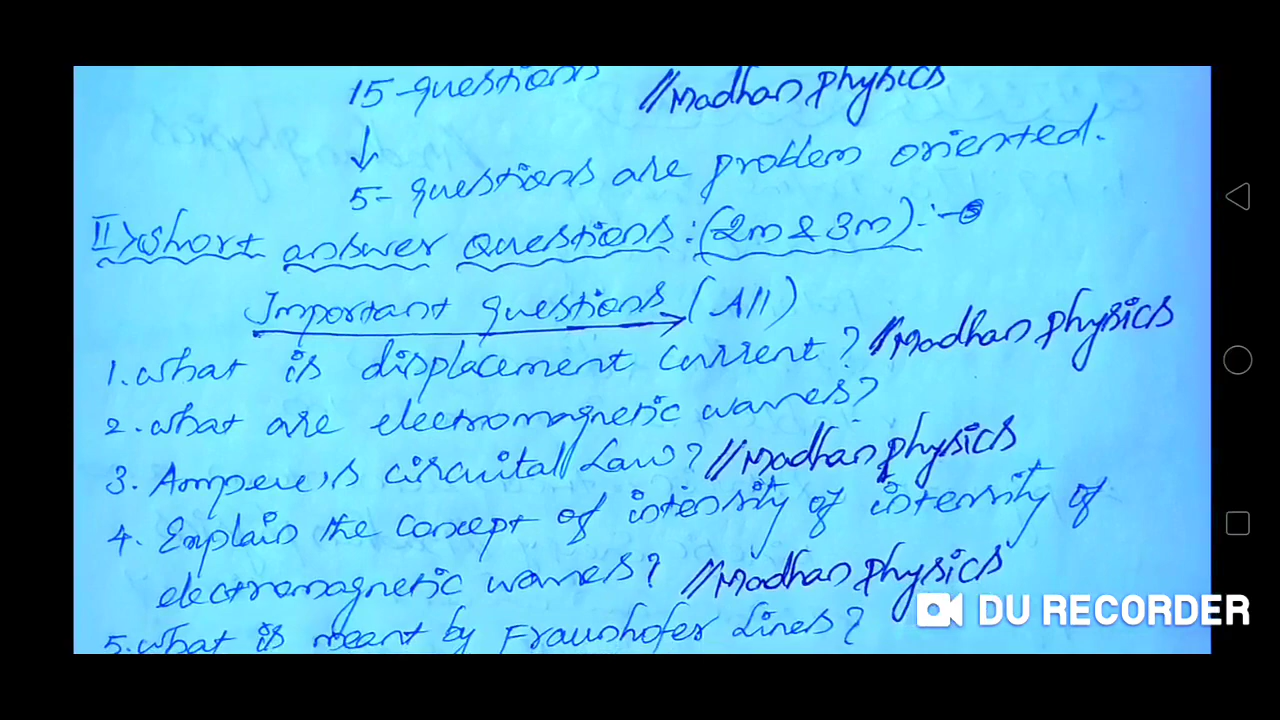 15-questions //Madhan physics
↓
5- questions are problem oriented.
II) short answer questions:(2m & 3m):-
Important questions (All)
1. what is displacement current? //Madhan physics
2. what are electromagnetic waves?
3. Ampere's circuital Law? //Madhan physics
4. Explain the concept of intensity of intensity of
electromagnetic waves? //Madhan physics
5. what is meant by Fraunhofer Lines?
DU RECORDER